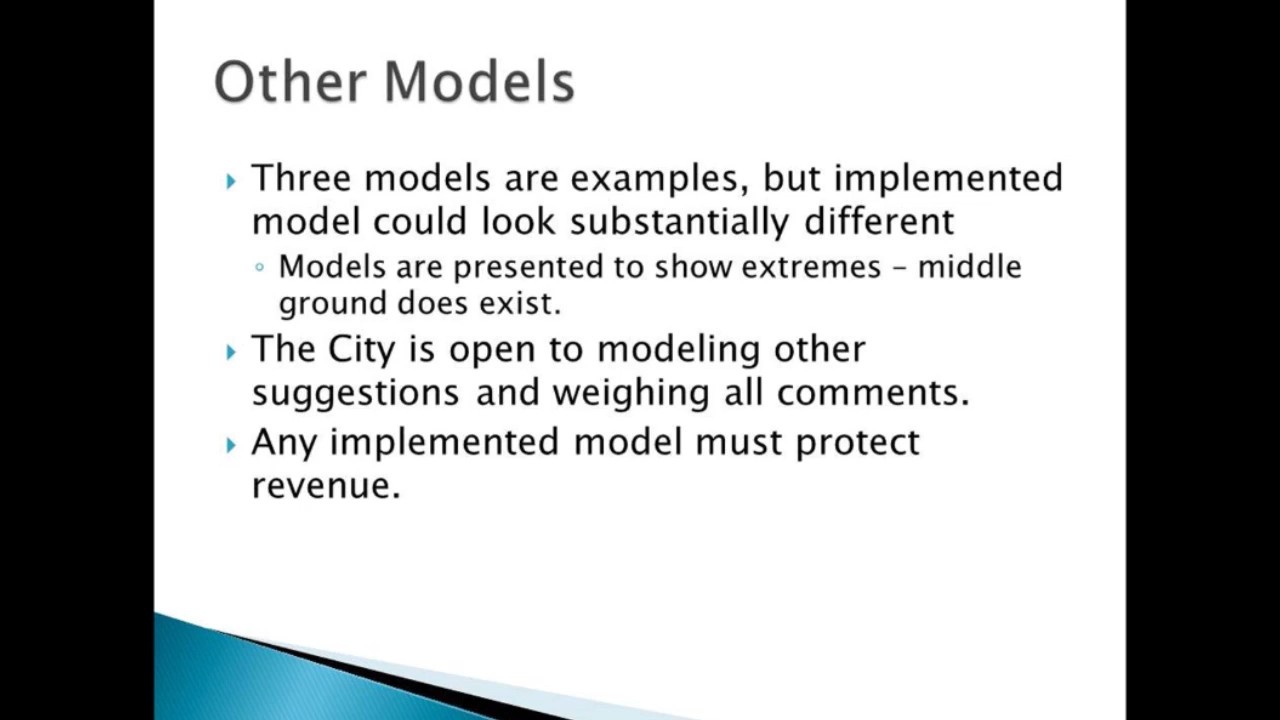 Other Models
Three models are examples, but implemented
model could look substantially different
Models are presented to show extremes – middle
ground does exist.
The City is open to modeling other
suggestions and weighing all comments.
Any implemented model must protect
revenue.